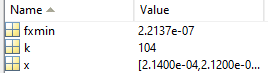 Name Value
fxmin 2.2137e-07
k 104
x [2.1400e-04,2.1200e-0...